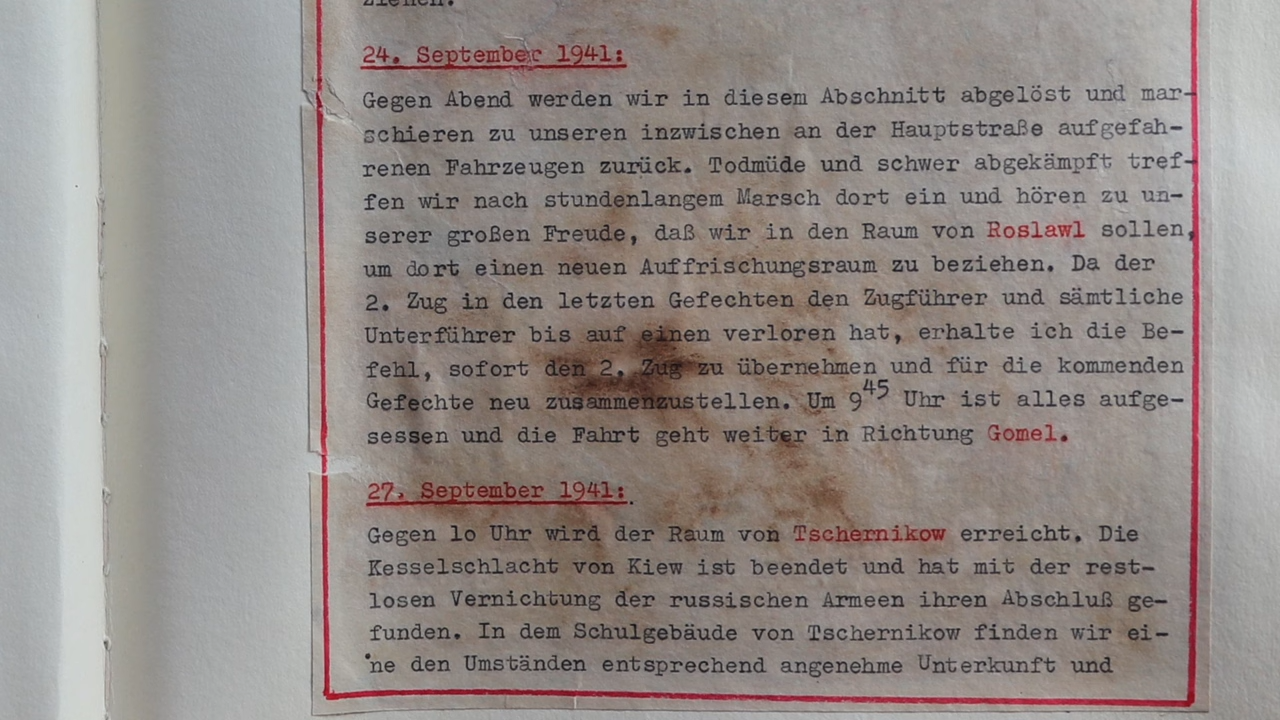 ziehen.
24. September 1941:
Gegen Abend werden wir in diesem Abschnitt abgelöst und mar-
schieren zu unseren inzwischen an der Hauptstraße aufgefah-
renen Fahrzeugen zurück. Todmüde und schwer abgekämpft tref-
fen wir nach stundenlangem Marsch dort ein und hören zu un-
serer großen Freude, daß wir in den Raum von Roslawl sollen,
um dort einen neuen Auffrischungsraum zu beziehen. Da der
2. Zug in den letzten Gefechten den Zugführer und sämtliche
Unterführer bis auf einen verloren hat, erhalte ich die Be-
fehl, sofort den 2. Zug zu übernehmen und für die kommenden
Gefechte neu zusammenzustellen. Um 9⁴⁵ Uhr ist alles aufge-
sessen und die Fahrt geht weiter in Richtung Gomel.
27. September 1941:
Gegen lo Uhr wird der Raum von Tschernikow erreicht. Die
Kesselschlacht von Kiew ist beendet und hat mit der rest-
losen Vernichtung der russischen Armeen ihren Abschluß ge-
funden. In dem Schulgebäude von Tschernikow finden wir ei-
ne den Umständen entsprechend angenehme Unterkunft und